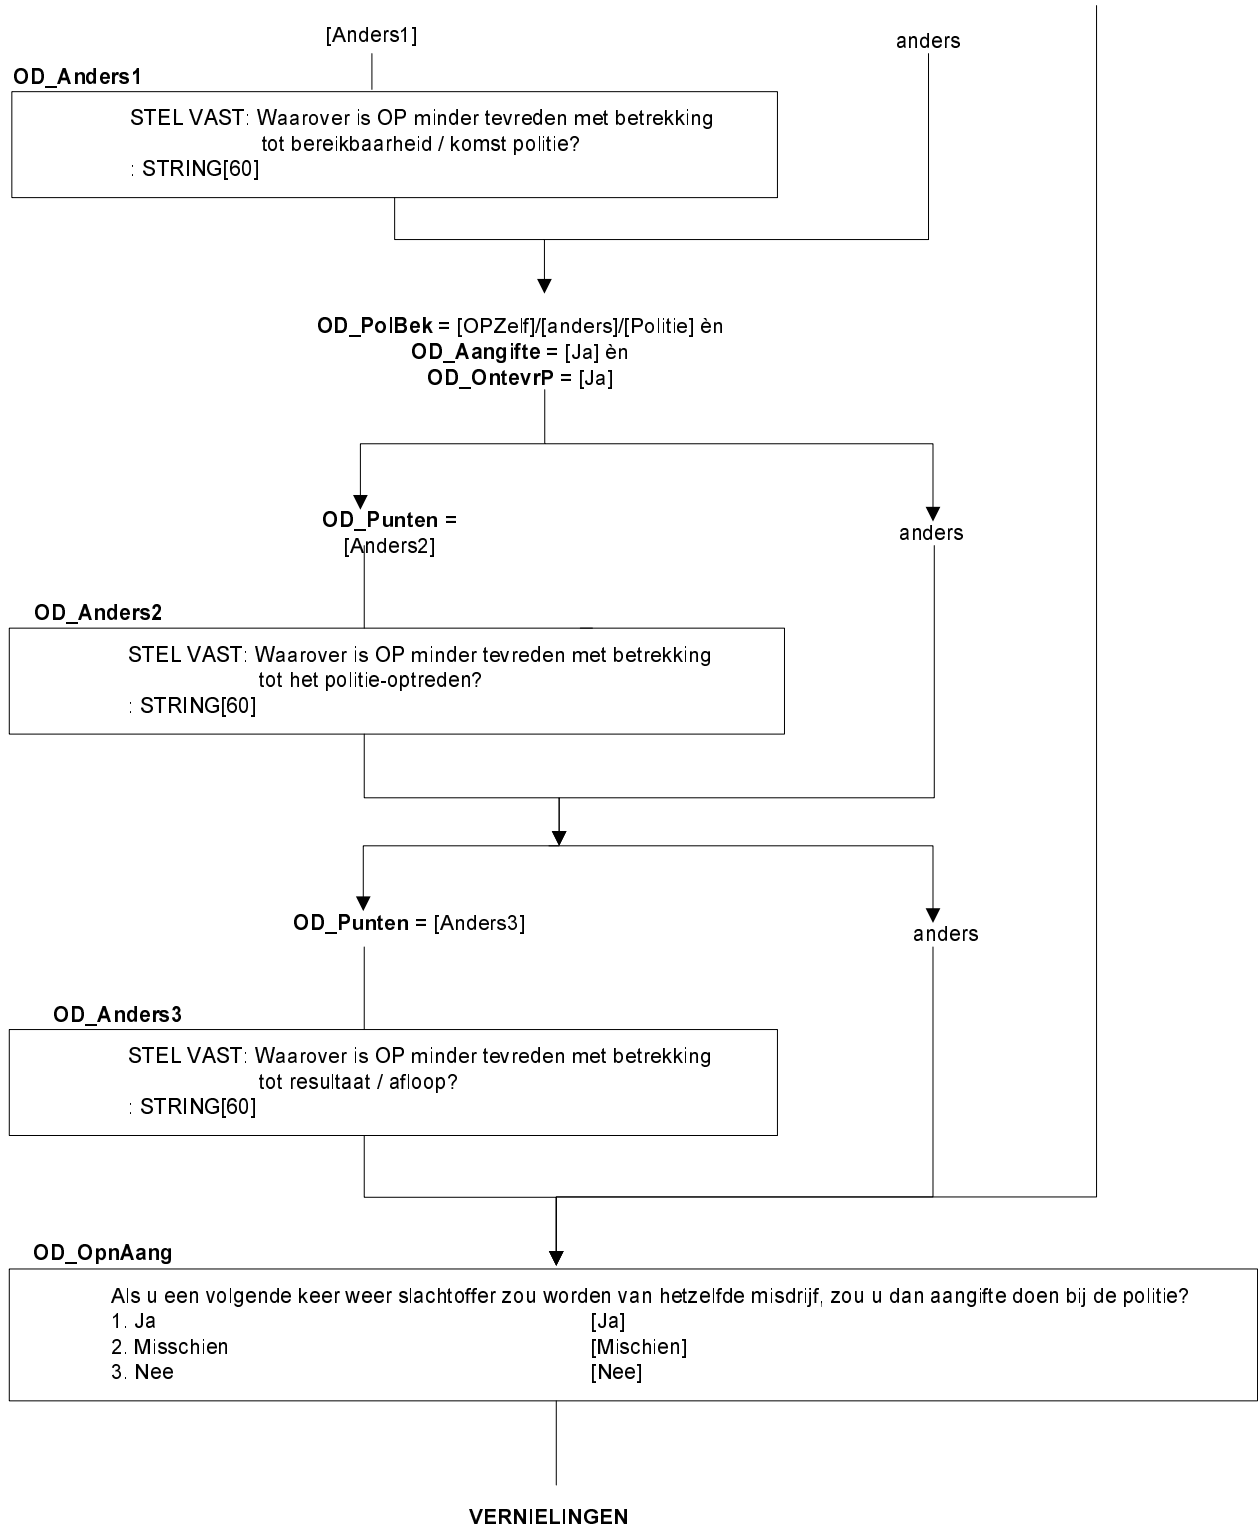 [Anders1]
anders
OD_Anders1
STEL VAST: Waarover is OP minder tevreden met betrekking
tot bereikbaarheid / komst politie?
: STRING[60]
OD_PolBek = [OPZelf]/[anders]/[Politie] èn
OD_Aangifte = [Ja] èn
OD_OntevrP = [Ja]
OD_Punten =
[Anders2]
anders
OD_Anders2
STEL VAST: Waarover is OP minder tevreden met betrekking
tot het politie-optreden?
: STRING[60]
OD_Punten = [Anders3]
anders
OD_Anders3
STEL VAST: Waarover is OP minder tevreden met betrekking
tot resultaat / afloop?
: STRING[60]
OD_OpnAang
Als u een volgende keer weer slachtoffer zou worden van hetzelfde misdrijf, zou u dan aangifte doen bij de politie?
1. Ja [Ja]
2. Misschien [Mischien]
3. Nee [Nee]
VERNIELINGEN